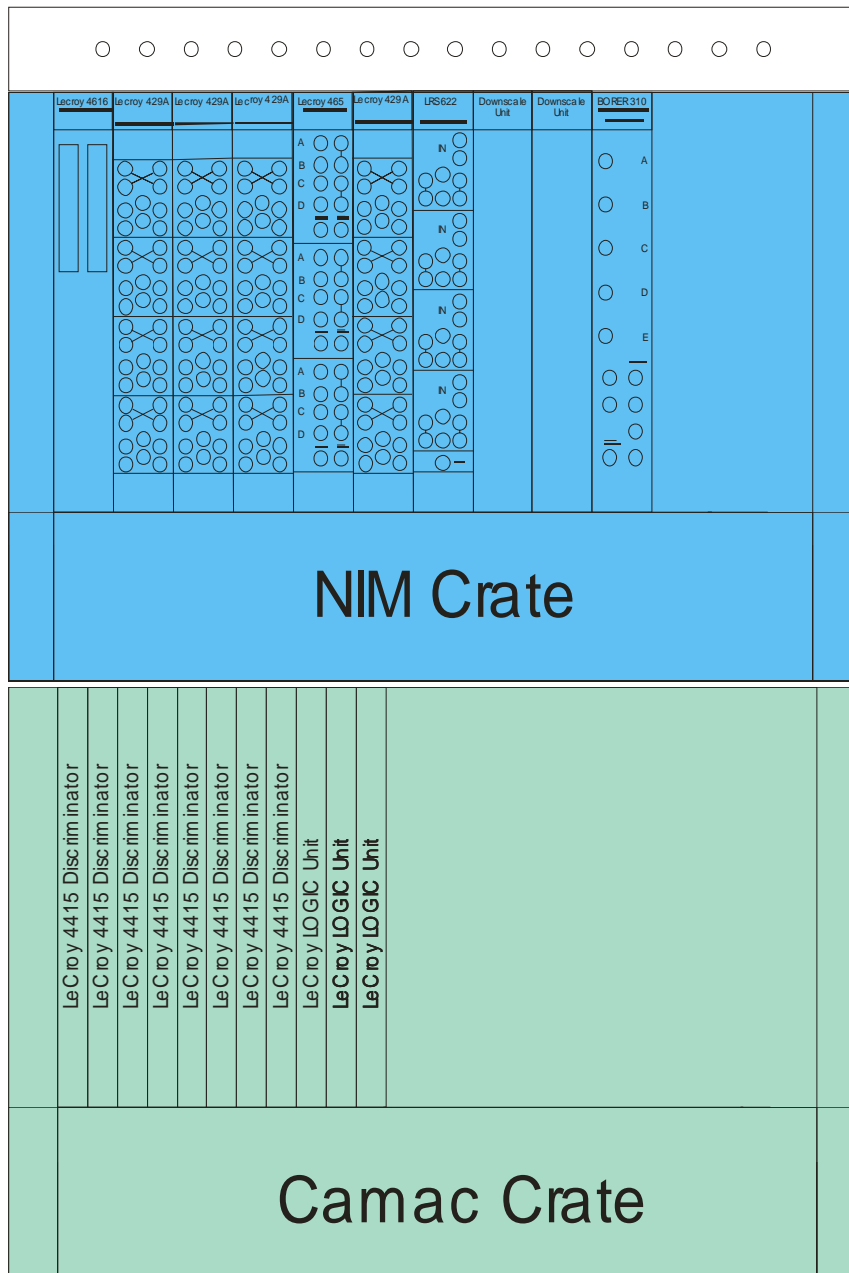 Lecroy 4616 Lecroy 429A Lecroy 429A Lecroy 429A Lecroy 465 Lecroy 429A LRS622 Downscale Unit Downscale Unit BORER 310
A
B
C
D
A
B
C
D
A
B
C
D
IN
IN
IN
IN
A
B
C
D
E
NIM Crate
LeCroy 4415 Discriminator
LeCroy 4415 Discriminator
LeCroy 4415 Discriminator
LeCroy 4415 Discriminator
LeCroy 4415 Discriminator
LeCroy 4415 Discriminator
LeCroy 4415 Discriminator
LeCroy 4415 Discriminator
LeCroy LOGIC Unit
LeCroy LOGIC Unit
LeCroy LOGIC Unit
Camac Crate